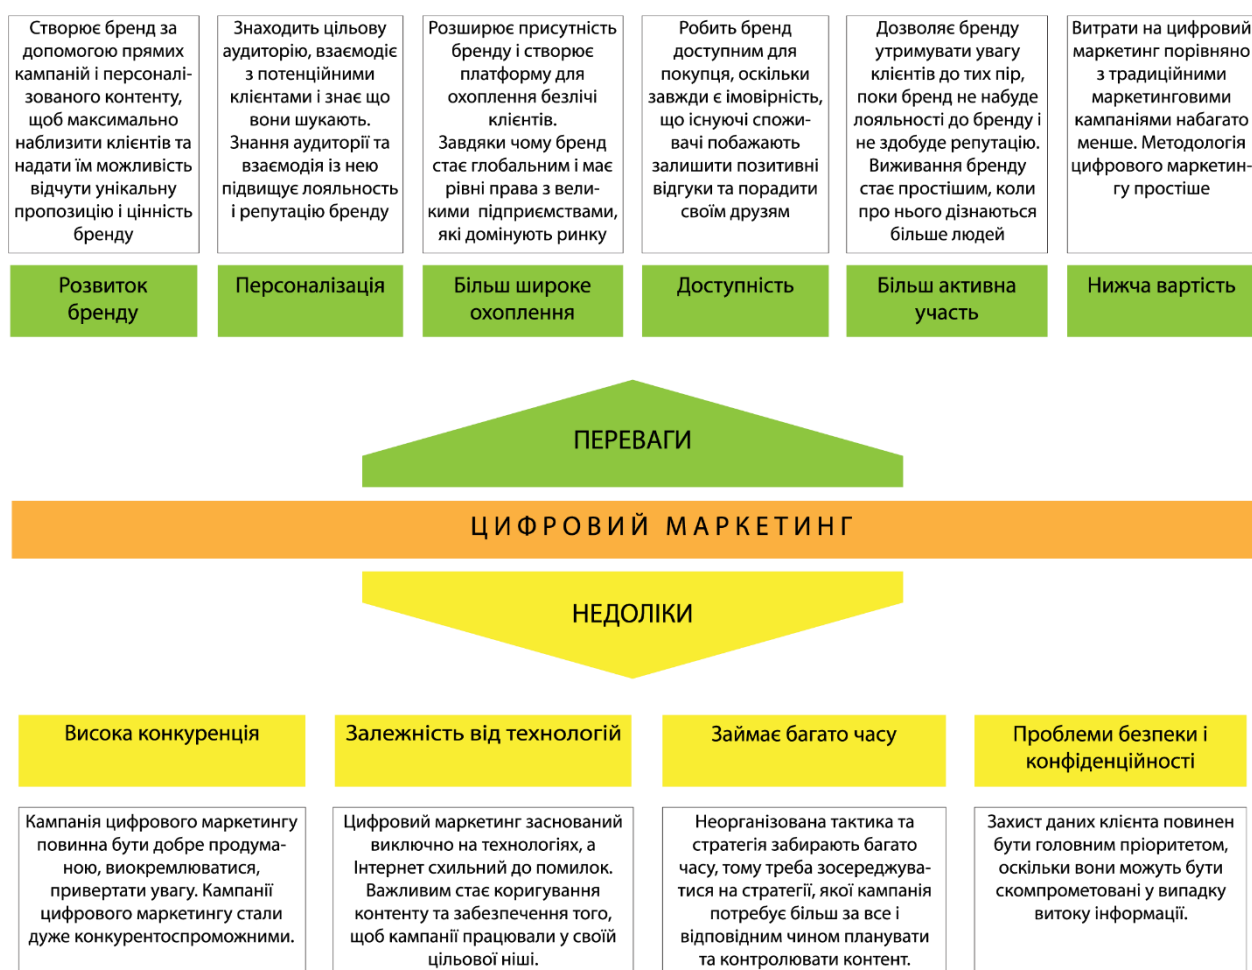 Створює бренд за
допомогою прямих
кампаній і персоналі-
зованого контенту,
щоб максимально
наблизити клієнтів та
надати їм можливість
відчути унікальну
пропозицію і цінність
бренду
Знаходить цільову
аудиторію, взаємодіє
з потенційними
клієнтами і знає що
вони шукають.
Знання аудиторії та
взаємодія із нею
підвищує лояльность
і репутацію бренду
Розширює присутність
бренду і створює
платформу для
охоплення безлічі
клієнтів.
Завдяки чому бренд
стає глобальним і має
рівні права з вели-
кими підприємствами,
які домінують ринку
Робить бренд
доступним для
покупця, оскільки
завжди є імовірність,
що існуючі спожи-
вачі побажають
залишити позитивні
відгуки та порадити
своїм друзям
Дозволяє бренду
утримувати увагу
клієнтів до тих пір,
поки бренд не набуде
лояльності до бренду і
не здобуде репутацію.
Виживання бренду
стає простішим, коли
про нього дізнаються
більше людей
Витрати на цифровий
маркетинг порівняно
з традиційними
маркетинговими
кампаніями набагато
менше. Методологія
цифрового маркетин-
гу простіше
Розвиток
бренду
Персоналізація
Більш широке
охоплення
Доступність
Більш активна
участь
Нижча вартість
ПЕРЕВАГИ
ЦИФРОВИЙ МАРКЕТИНГ
НЕДОЛІКИ
Висока конкуренція
Залежність від технологій
Займає багато часу
Проблеми безпеки і
конфіденційності
Кампанія цифрового маркетингу
повинна бути добре продума-
ною, виокремлюватися,
привертати увагу. Кампанії
цифрового маркетингу стали
дуже конкурентоспроможними.
Цифровий маркетинг заснований
виключно на технологіях, а
Інтернет схильний до помилок.
Важливим стає коригування
контенту та забезпечення того,
щоб кампанії працювали у своїй
цільової ніші.
Неорганізована тактика та
стратегія забирають багато
часу, тому треба зосереджува-
тися на стратегії, якої кампанія
потребує більш за все і
відповідним чином планувати
та контролювати контент.
Захист даних клієнта повинен
бути головним пріоритетом,
оскільки вони можуть бути
скомпрометовані у випадку
витоку інформації.